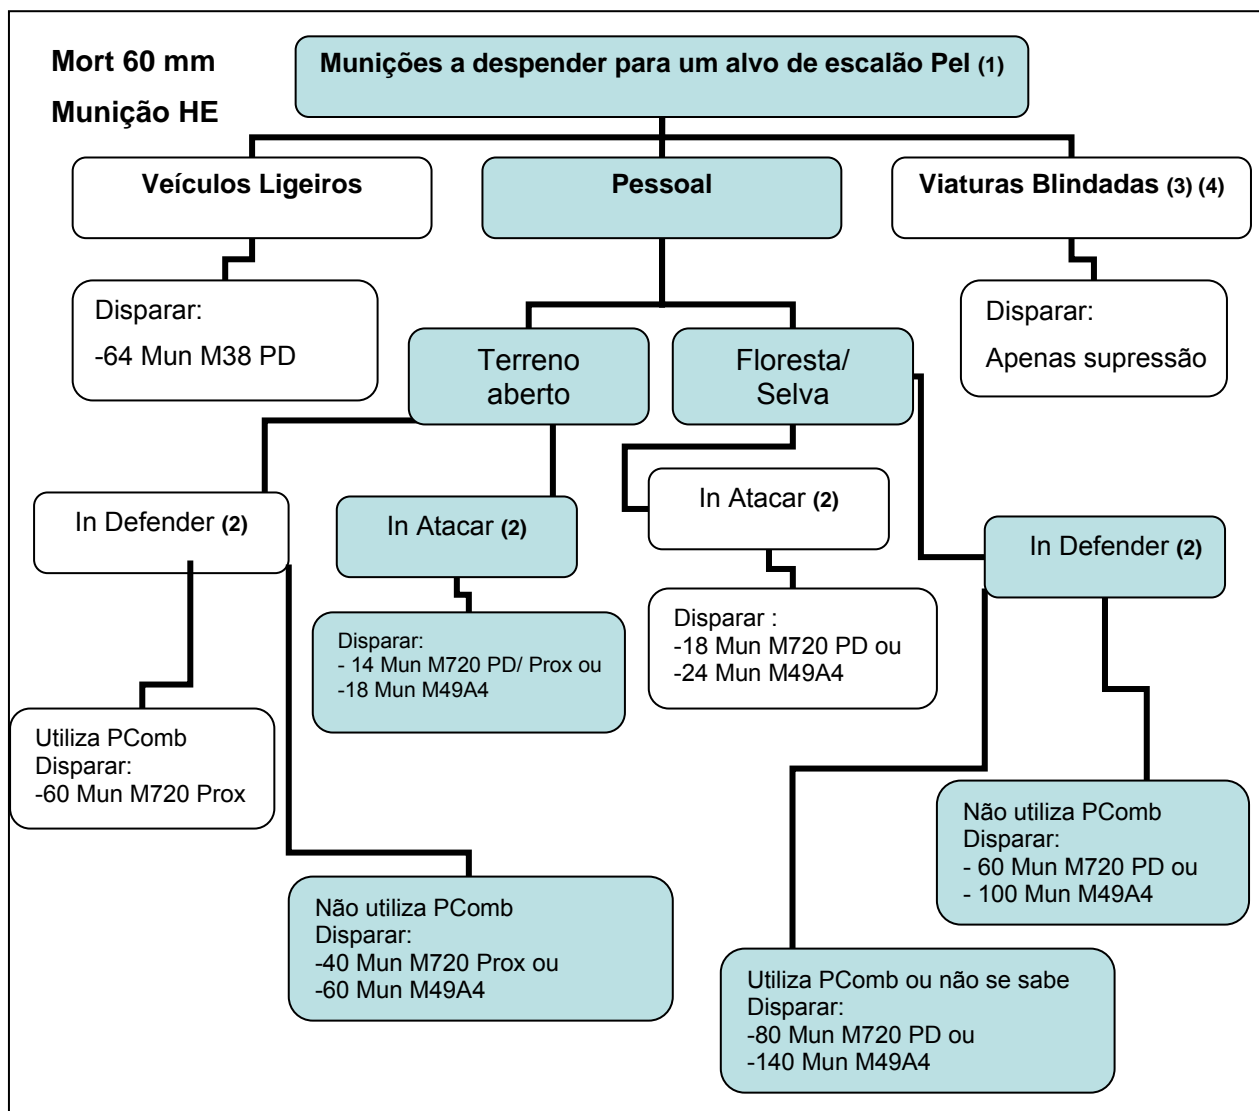 Mort 60 mm
Munição HE
Munições a despender para um alvo de escalão Pel (1)
Veículos Ligeiros
Pessoal
Viaturas Blindadas (3) (4)
Disparar:
-64 Mun M38 PD
Disparar:
Apenas supressão
Terreno
aberto
Floresta/
Selva
In Defender (2)
In Atacar (2)
In Atacar (2)
In Defender (2)
Disparar:
- 14 Mun M720 PD/ Prox ou
-18 Mun M49A4
Disparar :
-18 Mun M720 PD ou
-24 Mun M49A4
Utiliza PComb
Disparar:
-60 Mun M720 Prox
Não utiliza PComb
Disparar:
-40 Mun M720 Prox ou
-60 Mun M49A4
Não utiliza PComb
Disparar:
- 60 Mun M720 PD ou
- 100 Mun M49A4
Utiliza PComb ou não se sabe
Disparar:
-80 Mun M720 PD ou
-140 Mun M49A4